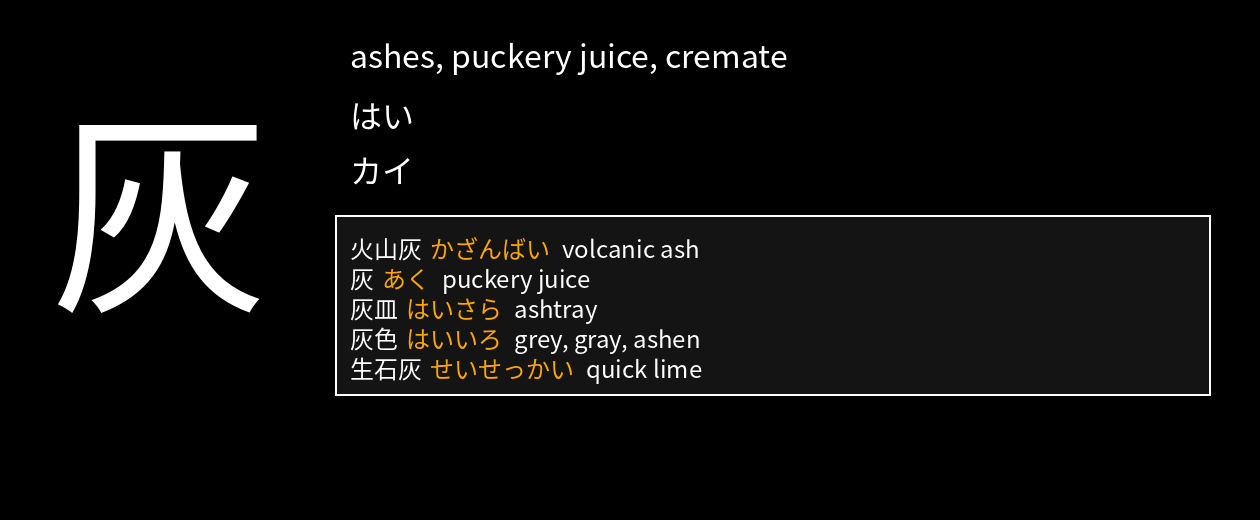 灰
ashes, puckery juice, cremate
はい
カイ
火山灰 かざんばい volcanic ash
灰 あく puckery juice
灰皿 はいさら ashtray
灰色 はいいろ grey, gray, ashen
生石灰 せいせっかい quick lime